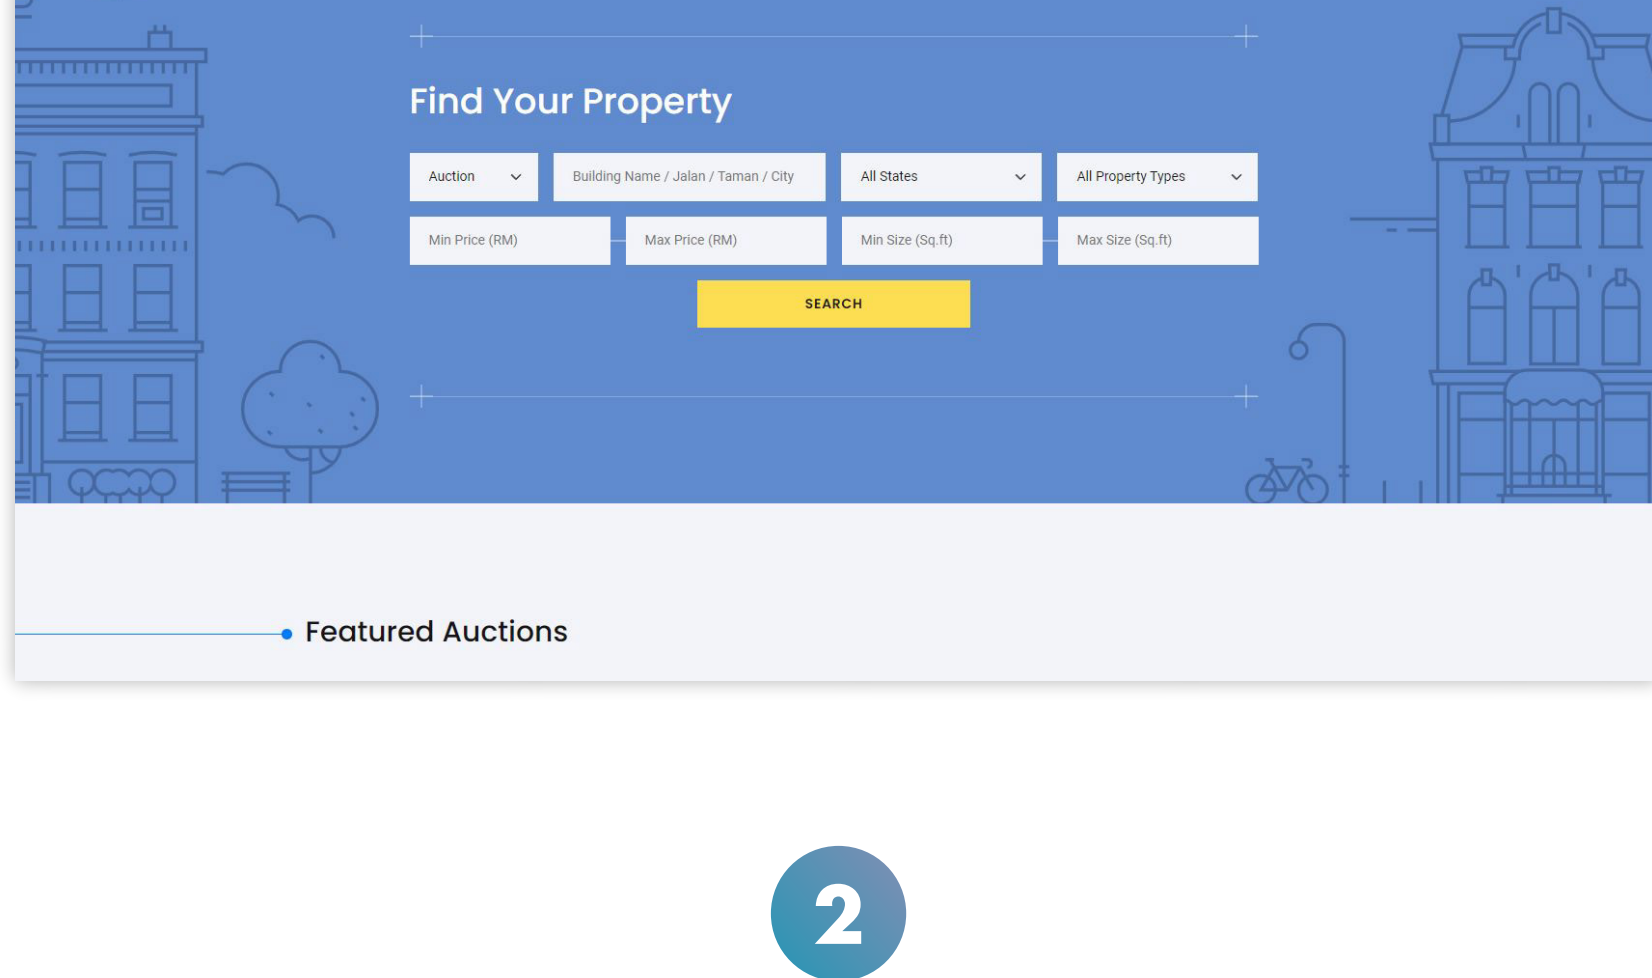 Find Your Property
Auction Building Name / Jalan / Taman / City All States All Property Types
Min Price (RM) Max Price (RM) Min Size (Sq.ft) Max Size (Sq.ft)
SEARCH
Featured Auctions
2